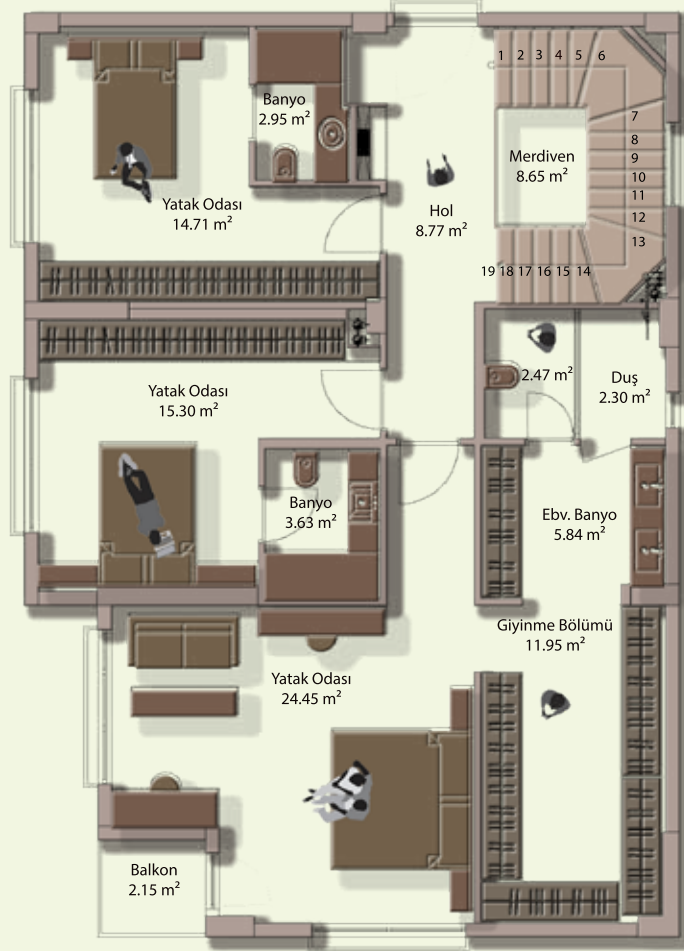 1 2 3 4 5 6
Banyo
2.95 m²
7
8
9
10
11
12
13
Merdiven
8.65 m²
Yatak Odası
14.71 m²
Hol
8.77 m²
19 18 17 16 15 14
2.47 m²
Duş
2.30 m²
Yatak Odası
15.30 m²
Banyo
3.63 m²
Ebv. Banyo
5.84 m²
Giyinme Bölümü
11.95 m²
Yatak Odası
24.45 m²
Balkon
2.15 m²